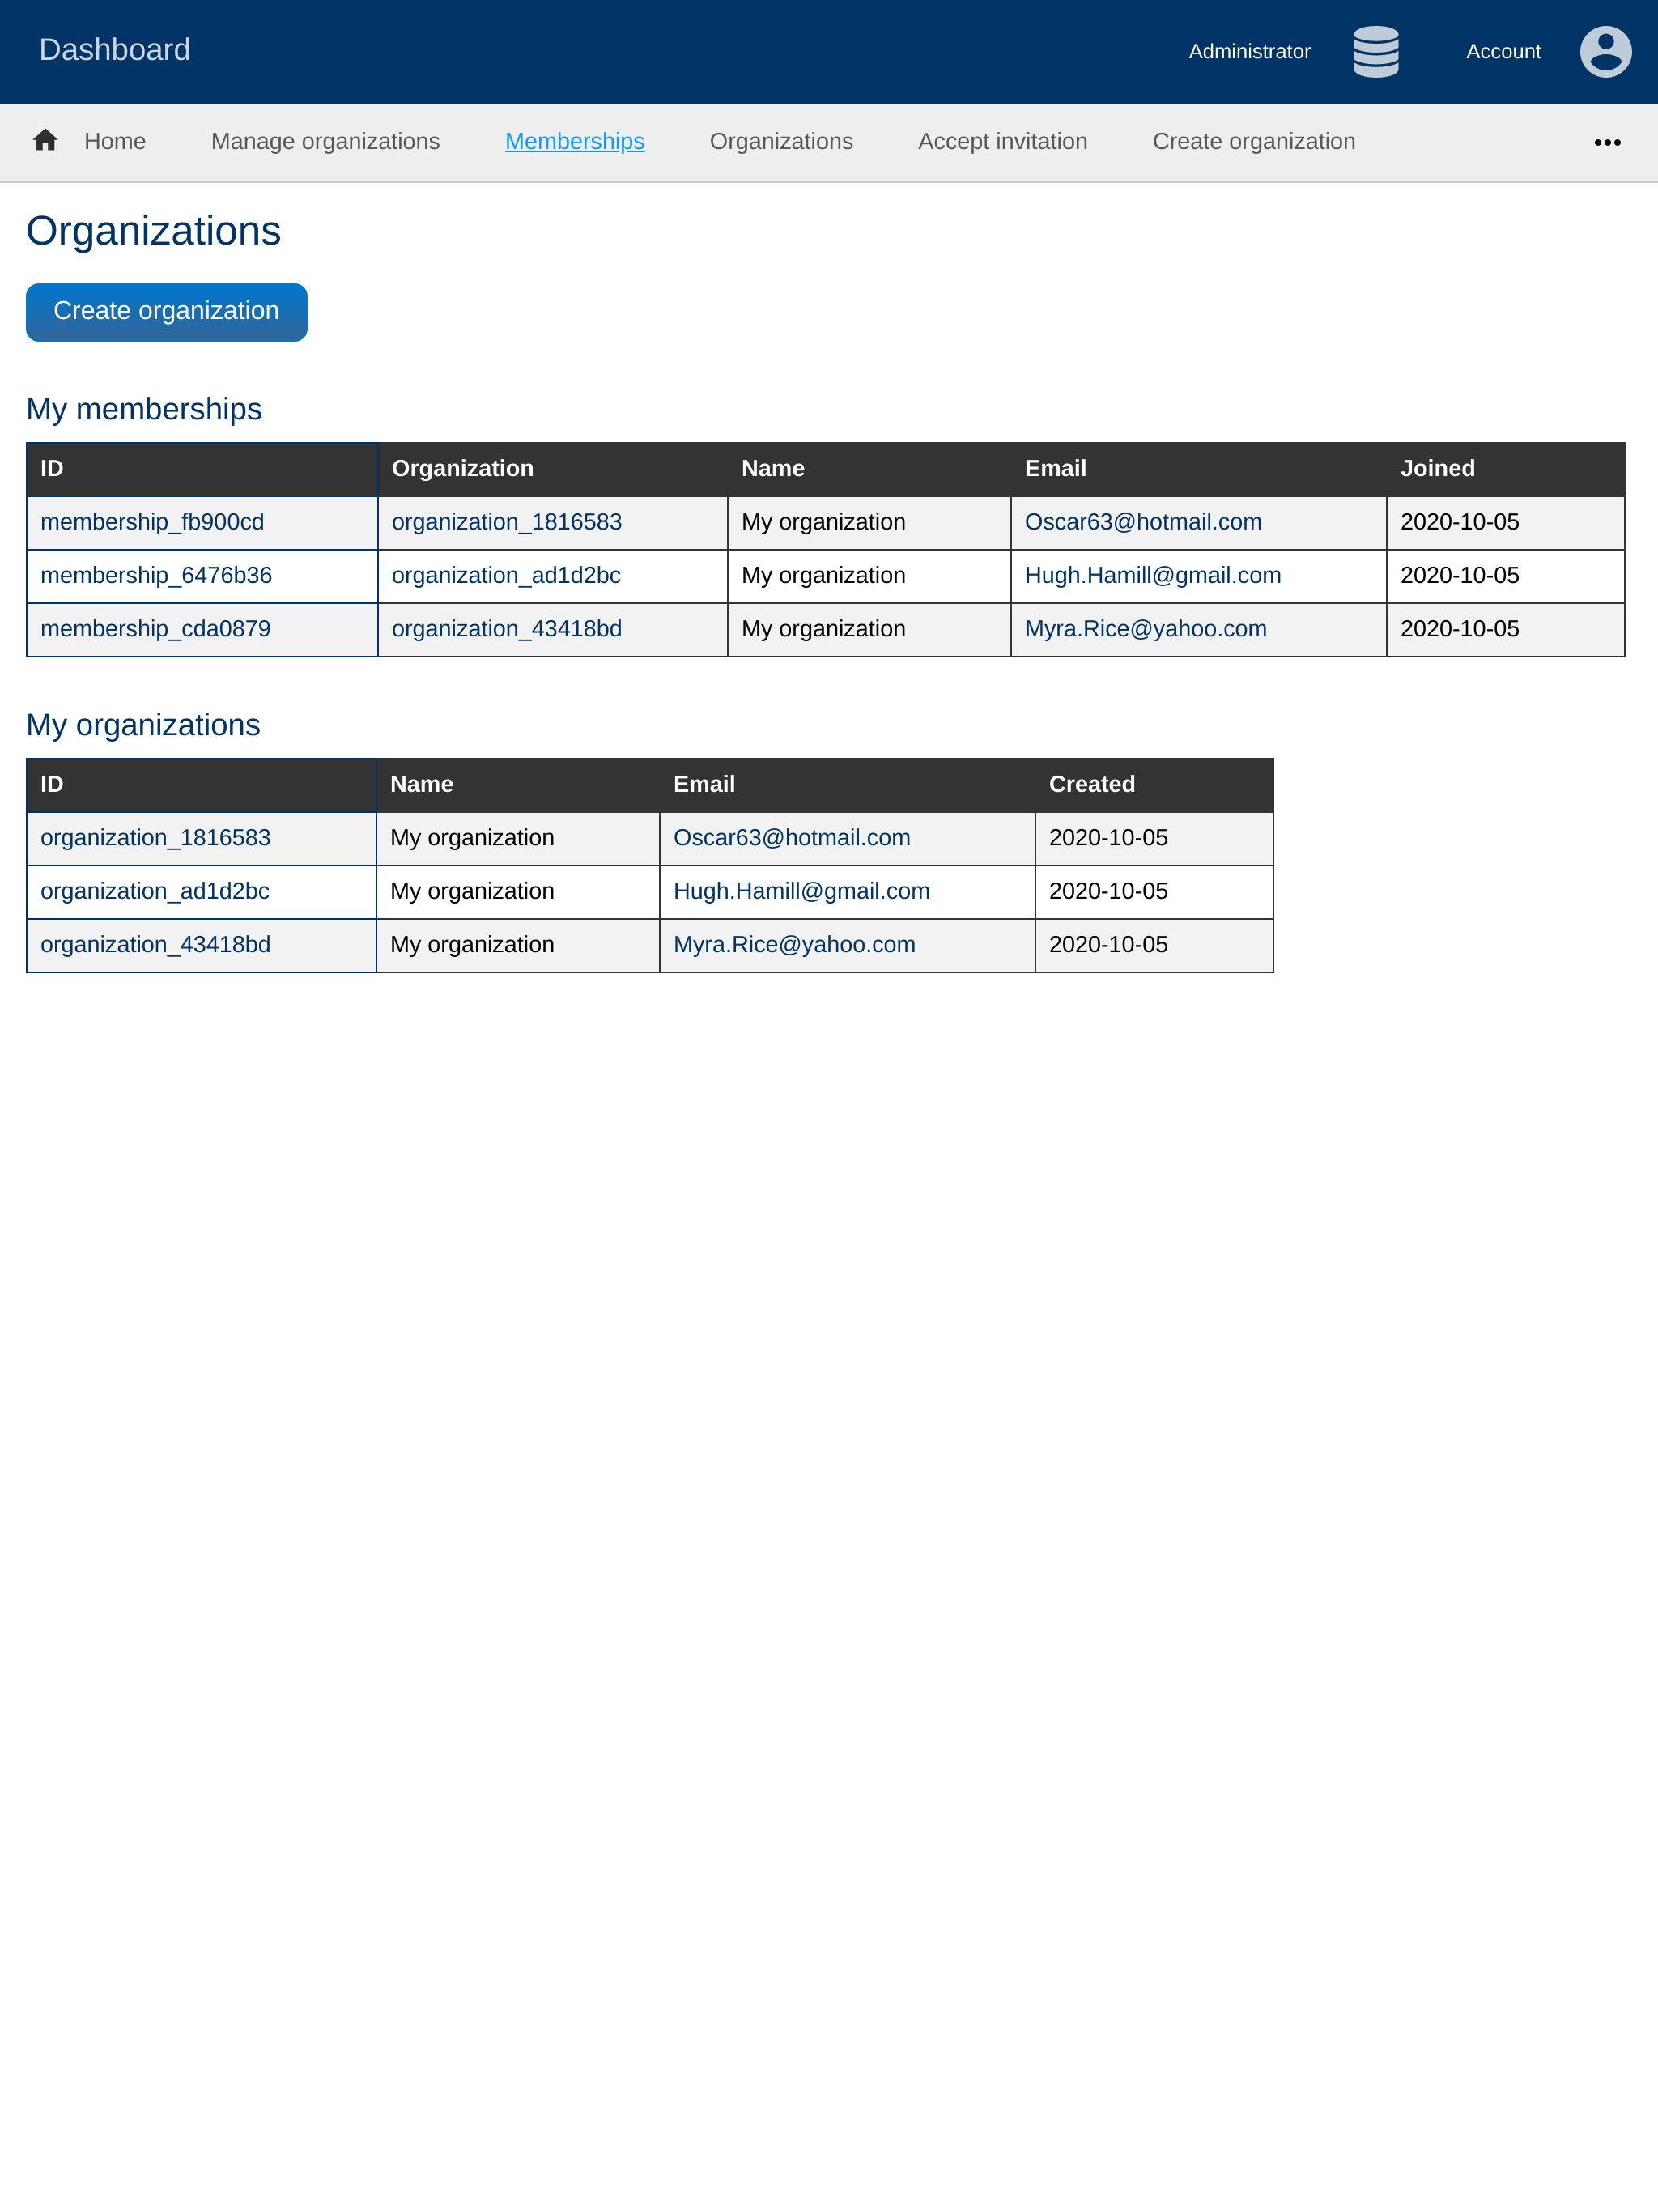 Dashboard Administrator Account
Home Manage organizations Memberships Organizations Accept invitation Create organization
Organizations
Create organization
My memberships
ID Organization Name Email Joined
membership_fb900cd organization_1816583 My organization Oscar63@hotmail.com 2020-10-05
membership_6476b36 organization_ad1d2bc My organization Hugh.Hamill@gmail.com 2020-10-05
membership_cda0879 organization_43418bd My organization Myra.Rice@yahoo.com 2020-10-05
My organizations
ID Name Email Created
organization_1816583 My organization Oscar63@hotmail.com 2020-10-05
organization_ad1d2bc My organization Hugh.Hamill@gmail.com 2020-10-05
organization_43418bd My organization Myra.Rice@yahoo.com 2020-10-05